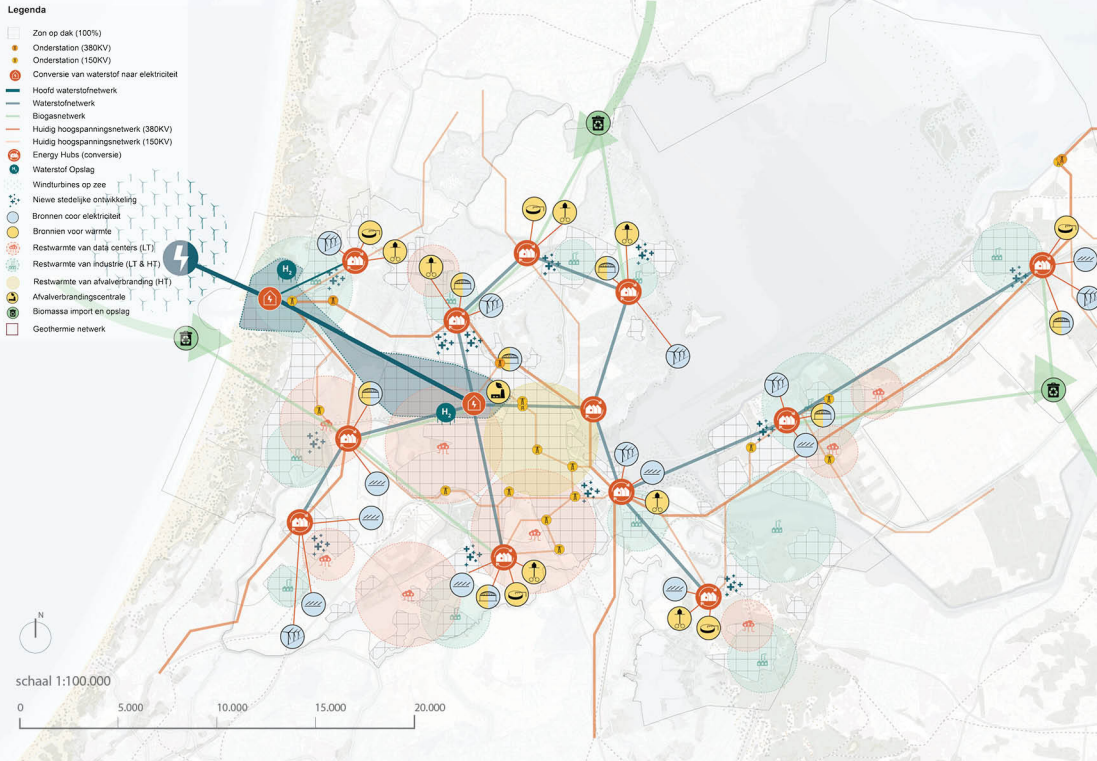 Legenda
Zon op dak (100%)
Onderstation (380KV)
Onderstation (150KV)
Conversie van waterstof naar elektriciteit
Hoofd waterstofnetwerk
Waterstofnetwerk
Biogasnetwerk
Huidig hoogspanningsnetwerk (380KV)
Huidig hoogspanningsnetwerk (150KV)
Energy Hubs (conversie)
Waterstof Opslag
Windturbines op zee
Niewe stedelijke ontwikkeling
Bronnen coor elektriciteit
Bronnien voor warmte
Restwarmte van data centers (LT)
Restwarmte van industrie (LT & HT)
Restwarmte van afvalverbranding (HT)
Afvalverbrandingscentrale
Biomassa import en opslag
Geothermie netwerk
H2
H2
N
schaal 1:100.000
0 5.000 10.000 15.000 20.000